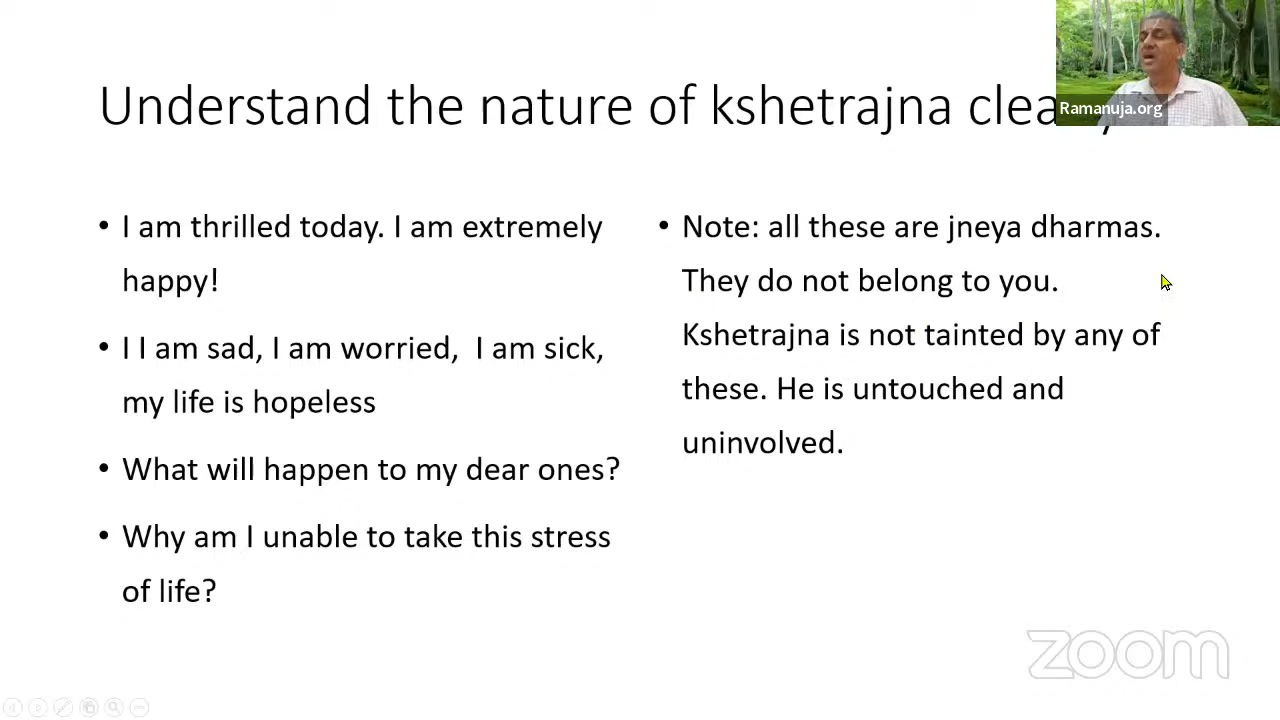 Understand the nature of kshetrajna
Ramanuja.org
• I am thrilled today. I am extremely
happy!
• I I am sad, I am worried,  I am sick,
my life is hopeless
• What will happen to my dear ones?
• Why am I unable to take this stress
of life?
• Note: all these are jneya dharmas.
They do not belong to you.
Kshetrajna is not tainted by any of
these. He is untouched and
uninvolved.
zoom